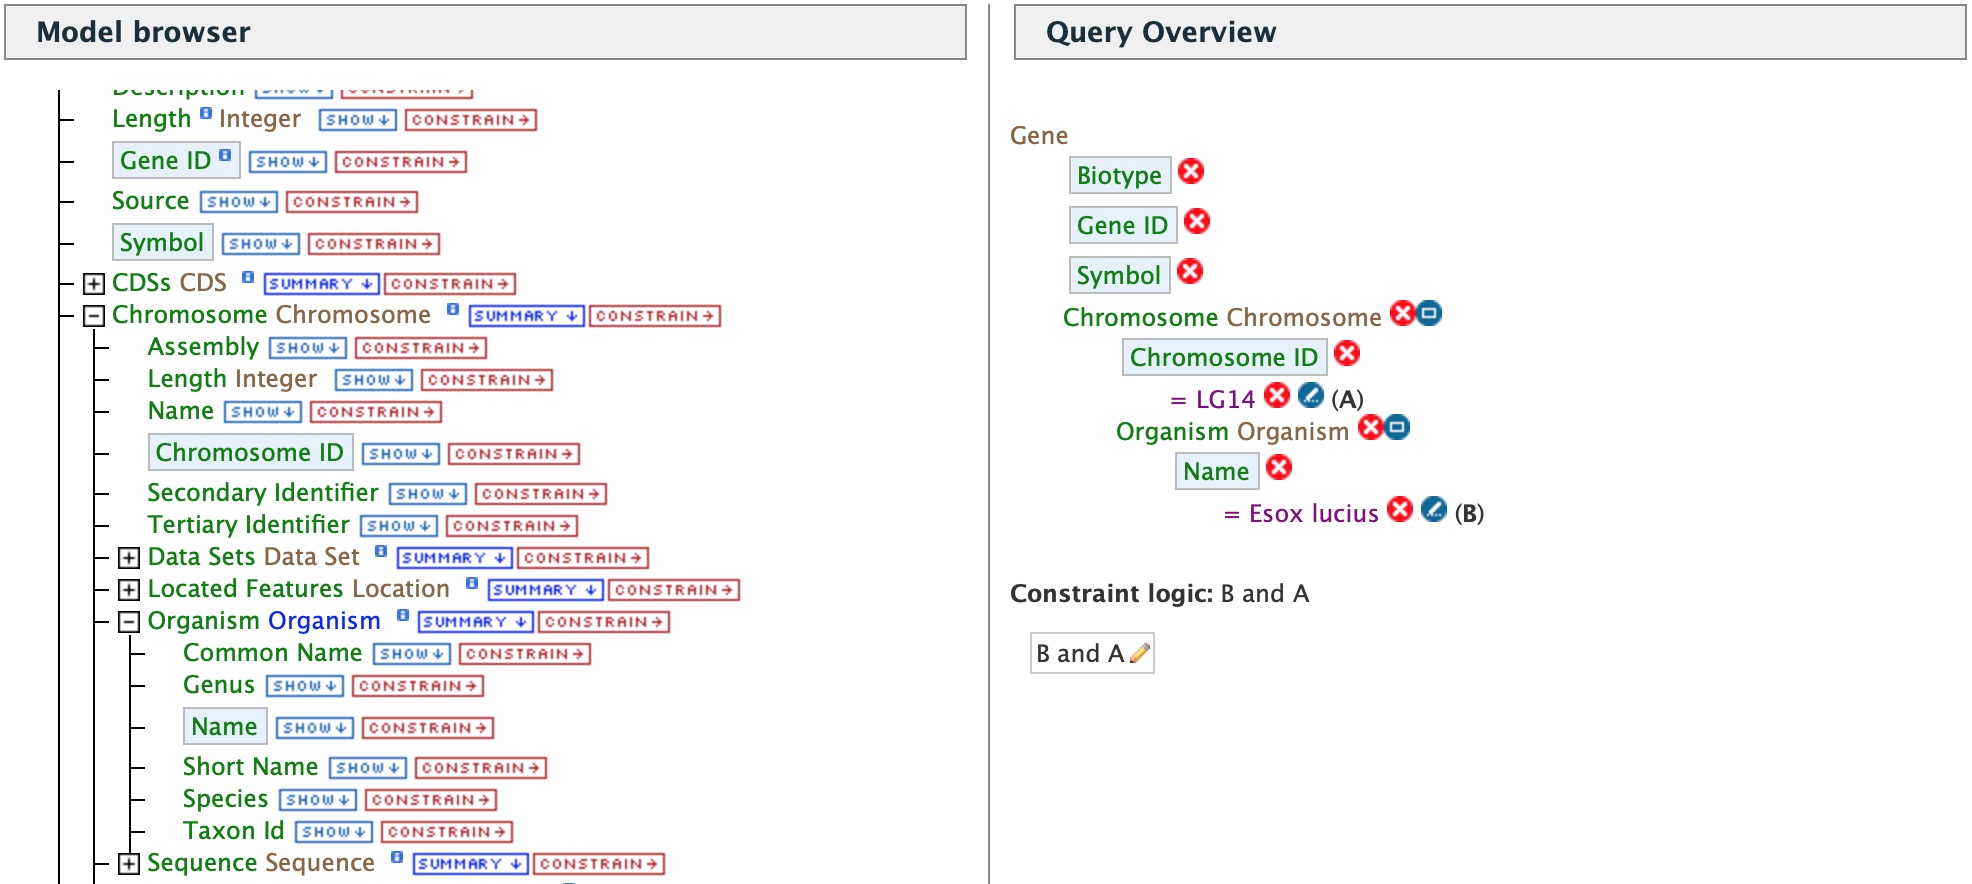 Model browser
Description SHOW CONSTRAIN
Length Integer SHOW CONSTRAIN
Gene ID SHOW CONSTRAIN
Source SHOW CONSTRAIN
Symbol SHOW CONSTRAIN
CDSs CDS SUMMARY CONSTRAIN
Chromosome Chromosome SUMMARY CONSTRAIN
Assembly SHOW CONSTRAIN
Length Integer SHOW CONSTRAIN
Name SHOW CONSTRAIN
Chromosome ID SHOW CONSTRAIN
Secondary Identifier SHOW CONSTRAIN
Tertiary Identifier SHOW CONSTRAIN
Data Sets Data Set SUMMARY CONSTRAIN
Located Features Location SUMMARY CONSTRAIN
Organism Organism SUMMARY CONSTRAIN
Common Name SHOW CONSTRAIN
Genus SHOW CONSTRAIN
Name SHOW CONSTRAIN
Short Name SHOW CONSTRAIN
Species SHOW CONSTRAIN
Taxon Id SHOW CONSTRAIN
Sequence Sequence SUMMARY CONSTRAIN
Query Overview
Gene
Biotype
Gene ID
Symbol
Chromosome Chromosome
Chromosome ID
= LG14 (A)
Organism Organism
Name
= Esox lucius (B)
Constraint logic: B and A
B and A